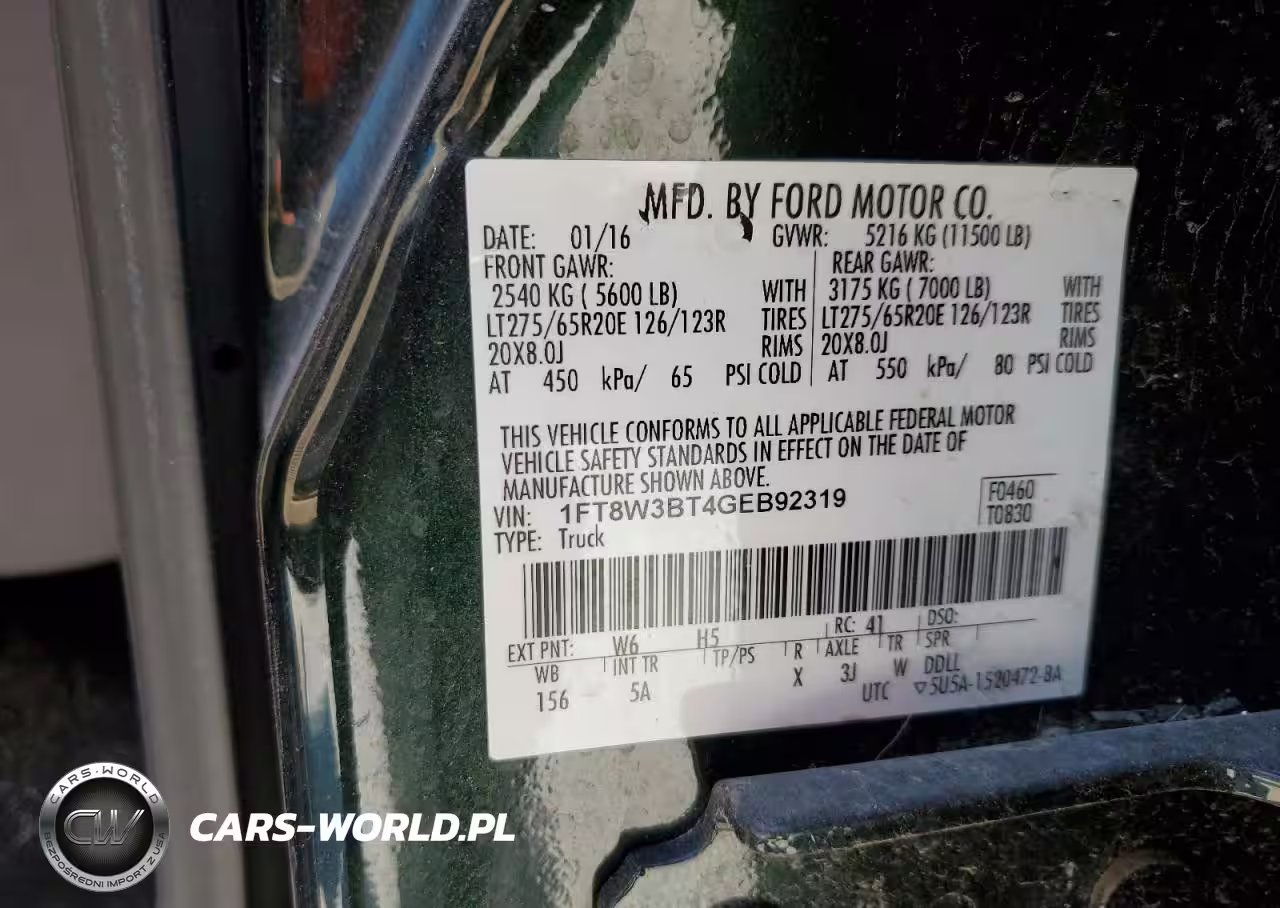 MFD. BY FORD MOTOR CO.
DATE: 01/16 GVWR: 5216 KG (11500 LB)
FRONT GAWR: REAR GAWR:
2540 KG ( 5600 LB) WITH 3175 KG ( 7000 LB) WITH
LT275/65R20E 126/123R TIRES LT275/65R20E 126/123R TIRES
20X8.0J RIMS 20X8.0J RIMS
AT 450 kPa/ 65 PSI COLD AT 550 kPa/ 80 PSI COLD
THIS VEHICLE CONFORMS TO ALL APPLICABLE FEDERAL MOTOR
VEHICLE SAFETY STANDARDS IN EFFECT ON THE DATE OF
MANUFACTURE SHOWN ABOVE.
VIN: 1FT8W3BT4GEB92319 F0460
TYPE: Truck T0830
EXT PNT: W6 H5 RC: 41 DSO:
WB INT TR TP/PS R AXLE TR SPR
156 5A X 3J W DDLL
UTC ▽5U5A-1520472-BA
CARS-WORLD
CW
BEZPOŚREDNI IMPORT Z USA
CARS-WORLD.PL